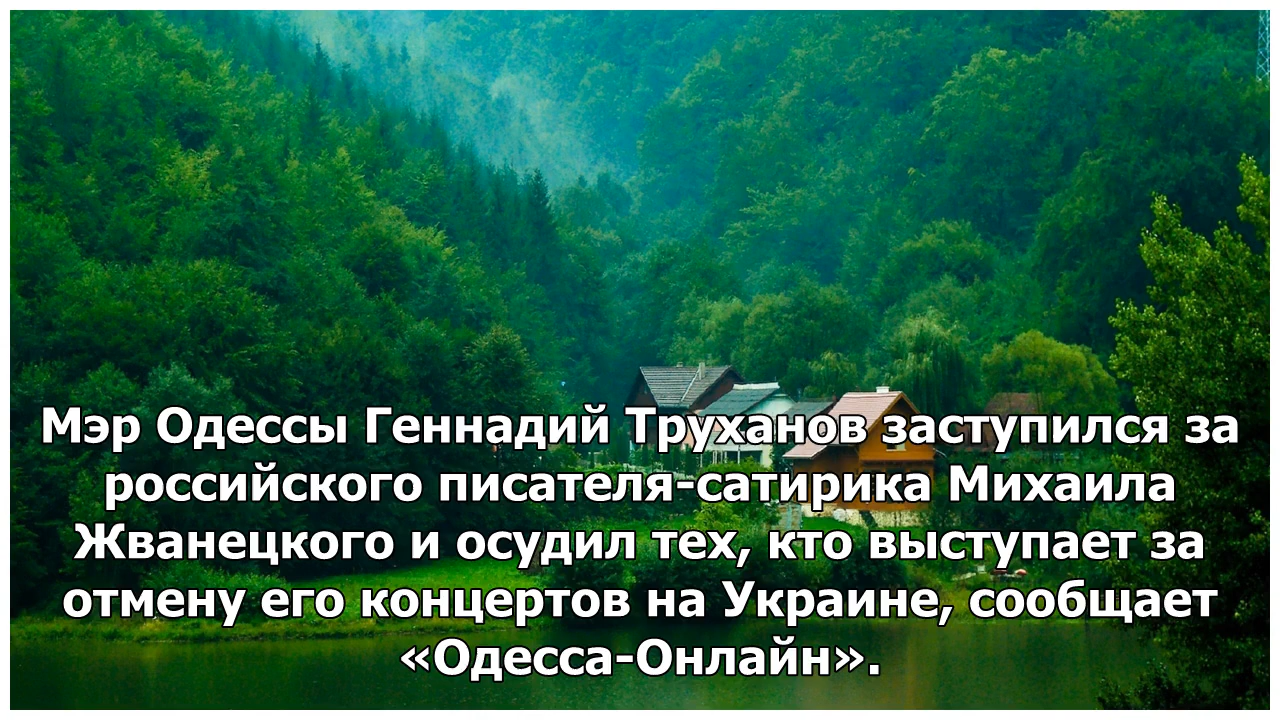 Мэр Одессы Геннадий Труханов заступился за
российского писателя-сатирика Михаила
Жванецкого и осудил тех, кто выступает за
отмену его концертов на Украине, сообщает
«Одесса-Онлайн».